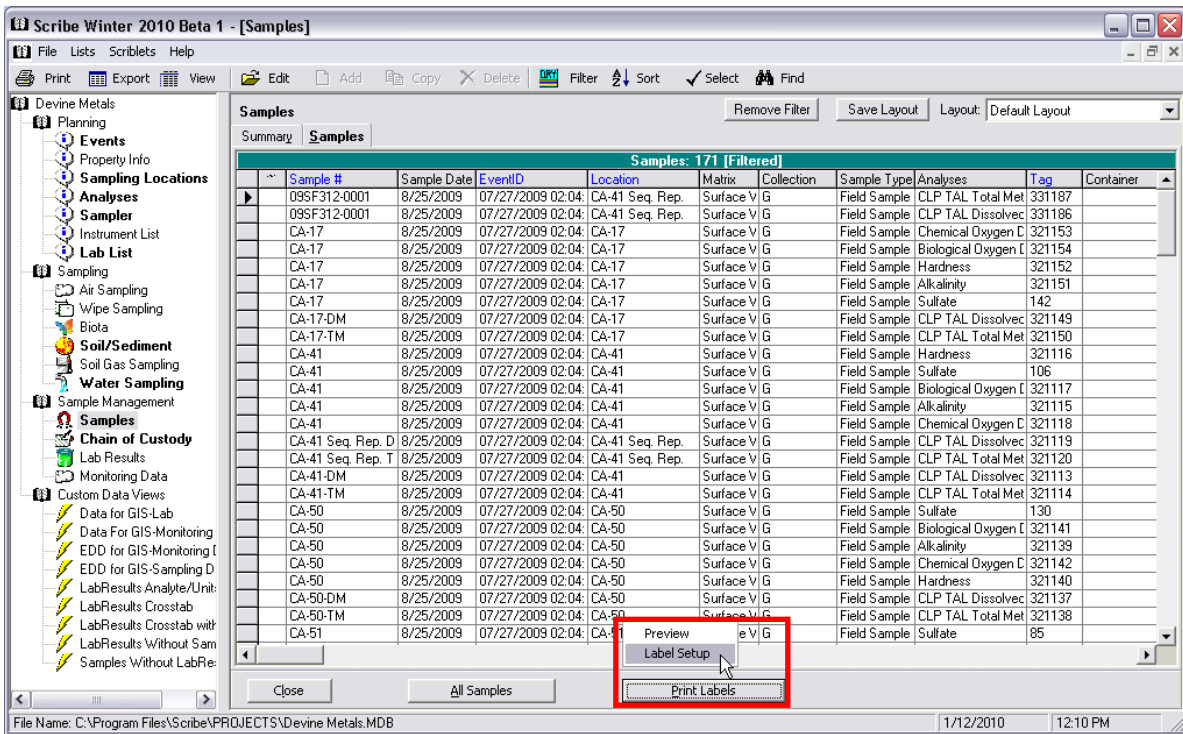 Scribe Winter 2010 Beta 1 - [Samples]
File Lists Scriblets Help
Print Export View Edit Add Copy Delete QRY Filter Sort Select Find
Devine Metals
Planning
Events
Property Info
Sampling Locations
Analyses
Sampler
Instrument List
Lab List
Sampling
Air Sampling
Wipe Sampling
Biota
Soil/Sediment
Soil Gas Sampling
Water Sampling
Sample Management
Samples
Chain of Custody
Lab Results
Monitoring Data
Custom Data Views
Data for GIS-Lab
Data For GIS-Monitoring
EDD for GIS-Monitoring [
EDD for GIS-Sampling D
LabResults Analyte/Unit:
LabResults Crosstab
LabResults Crosstab with
LabResults Without Sam
Samples Without LabRe:
Samples Remove Filter Save Layout Layout: Default Layout
Summary Samples
Samples: 171 [Filtered]
~ Sample # Sample Date EventID Location Matrix Collection Sample Type Analyses Tag Container
09SF312-0001 8/25/2009 07/27/2009 02:04: CA-41 Seq. Rep. Surface V G Field Sample CLP TAL Total Met 331187
09SF312-0001 8/25/2009 07/27/2009 02:04: CA-41 Seq. Rep. Surface V G Field Sample CLP TAL Dissolvec 331186
CA-17 8/25/2009 07/27/2009 02:04: CA-17 Surface V G Field Sample Chemical Oxygen D 321153
CA-17 8/25/2009 07/27/2009 02:04: CA-17 Surface V G Field Sample Biological Oxygen [ 321154
CA-17 8/25/2009 07/27/2009 02:04: CA-17 Surface V G Field Sample Hardness 321152
CA-17 8/25/2009 07/27/2009 02:04: CA-17 Surface V G Field Sample Alkalinity 321151
CA-17 8/25/2009 07/27/2009 02:04: CA-17 Surface V G Field Sample Sulfate 142
CA-17-DM 8/25/2009 07/27/2009 02:04: CA-17 Surface V G Field Sample CLP TAL Dissolvec 321149
CA-17-TM 8/25/2009 07/27/2009 02:04: CA-17 Surface V G Field Sample CLP TAL Total Met 321150
CA-41 8/25/2009 07/27/2009 02:04: CA-41 Surface V G Field Sample Hardness 321116
CA-41 8/25/2009 07/27/2009 02:04: CA-41 Surface V G Field Sample Sulfate 106
CA-41 8/25/2009 07/27/2009 02:04: CA-41 Surface V G Field Sample Biological Oxygen [ 321117
CA-41 8/25/2009 07/27/2009 02:04: CA-41 Surface V G Field Sample Alkalinity 321115
CA-41 8/25/2009 07/27/2009 02:04: CA-41 Surface V G Field Sample Chemical Oxygen D 321118
CA-41 Seq. Rep. D 8/25/2009 07/27/2009 02:04: CA-41 Seq. Rep. Surface V G Field Sample CLP TAL Dissolvec 321119
CA-41 Seq. Rep. T 8/25/2009 07/27/2009 02:04: CA-41 Seq. Rep. Surface V G Field Sample CLP TAL Total Met 321120
CA-41-DM 8/25/2009 07/27/2009 02:04: CA-41 Surface V G Field Sample CLP TAL Dissolvec 321113
CA-41-TM 8/25/2009 07/27/2009 02:04: CA-41 Surface V G Field Sample CLP TAL Total Met 321114
CA-50 8/25/2009 07/27/2009 02:04: CA-50 Surface V G Field Sample Sulfate 130
CA-50 8/25/2009 07/27/2009 02:04: CA-50 Surface V G Field Sample Biological Oxygen [ 321141
CA-50 8/25/2009 07/27/2009 02:04: CA-50 Surface V G Field Sample Alkalinity 321139
CA-50 8/25/2009 07/27/2009 02:04: CA-50 Surface V G Field Sample Chemical Oxygen D 321142
CA-50 8/25/2009 07/27/2009 02:04: CA-50 Surface V G Field Sample Hardness 321140
CA-50-DM 8/25/2009 07/27/2009 02:04: CA-50 Surface V G Field Sample CLP TAL Dissolvec 321137
CA-50-TM 8/25/2009 07/27/2009 02:04: CA-50 Surface V G Field Sample CLP TAL Total Met 321138
CA-51 8/25/2009 07/27/2009 02:04: CA-51 e V G Field Sample Sulfate 85
Preview
Label Setup
Close All Samples Print Labels
File Name: C:\Program Files\Scribe\PROJECTS\Devine Metals.MDB 1/12/2010 12:10 PM